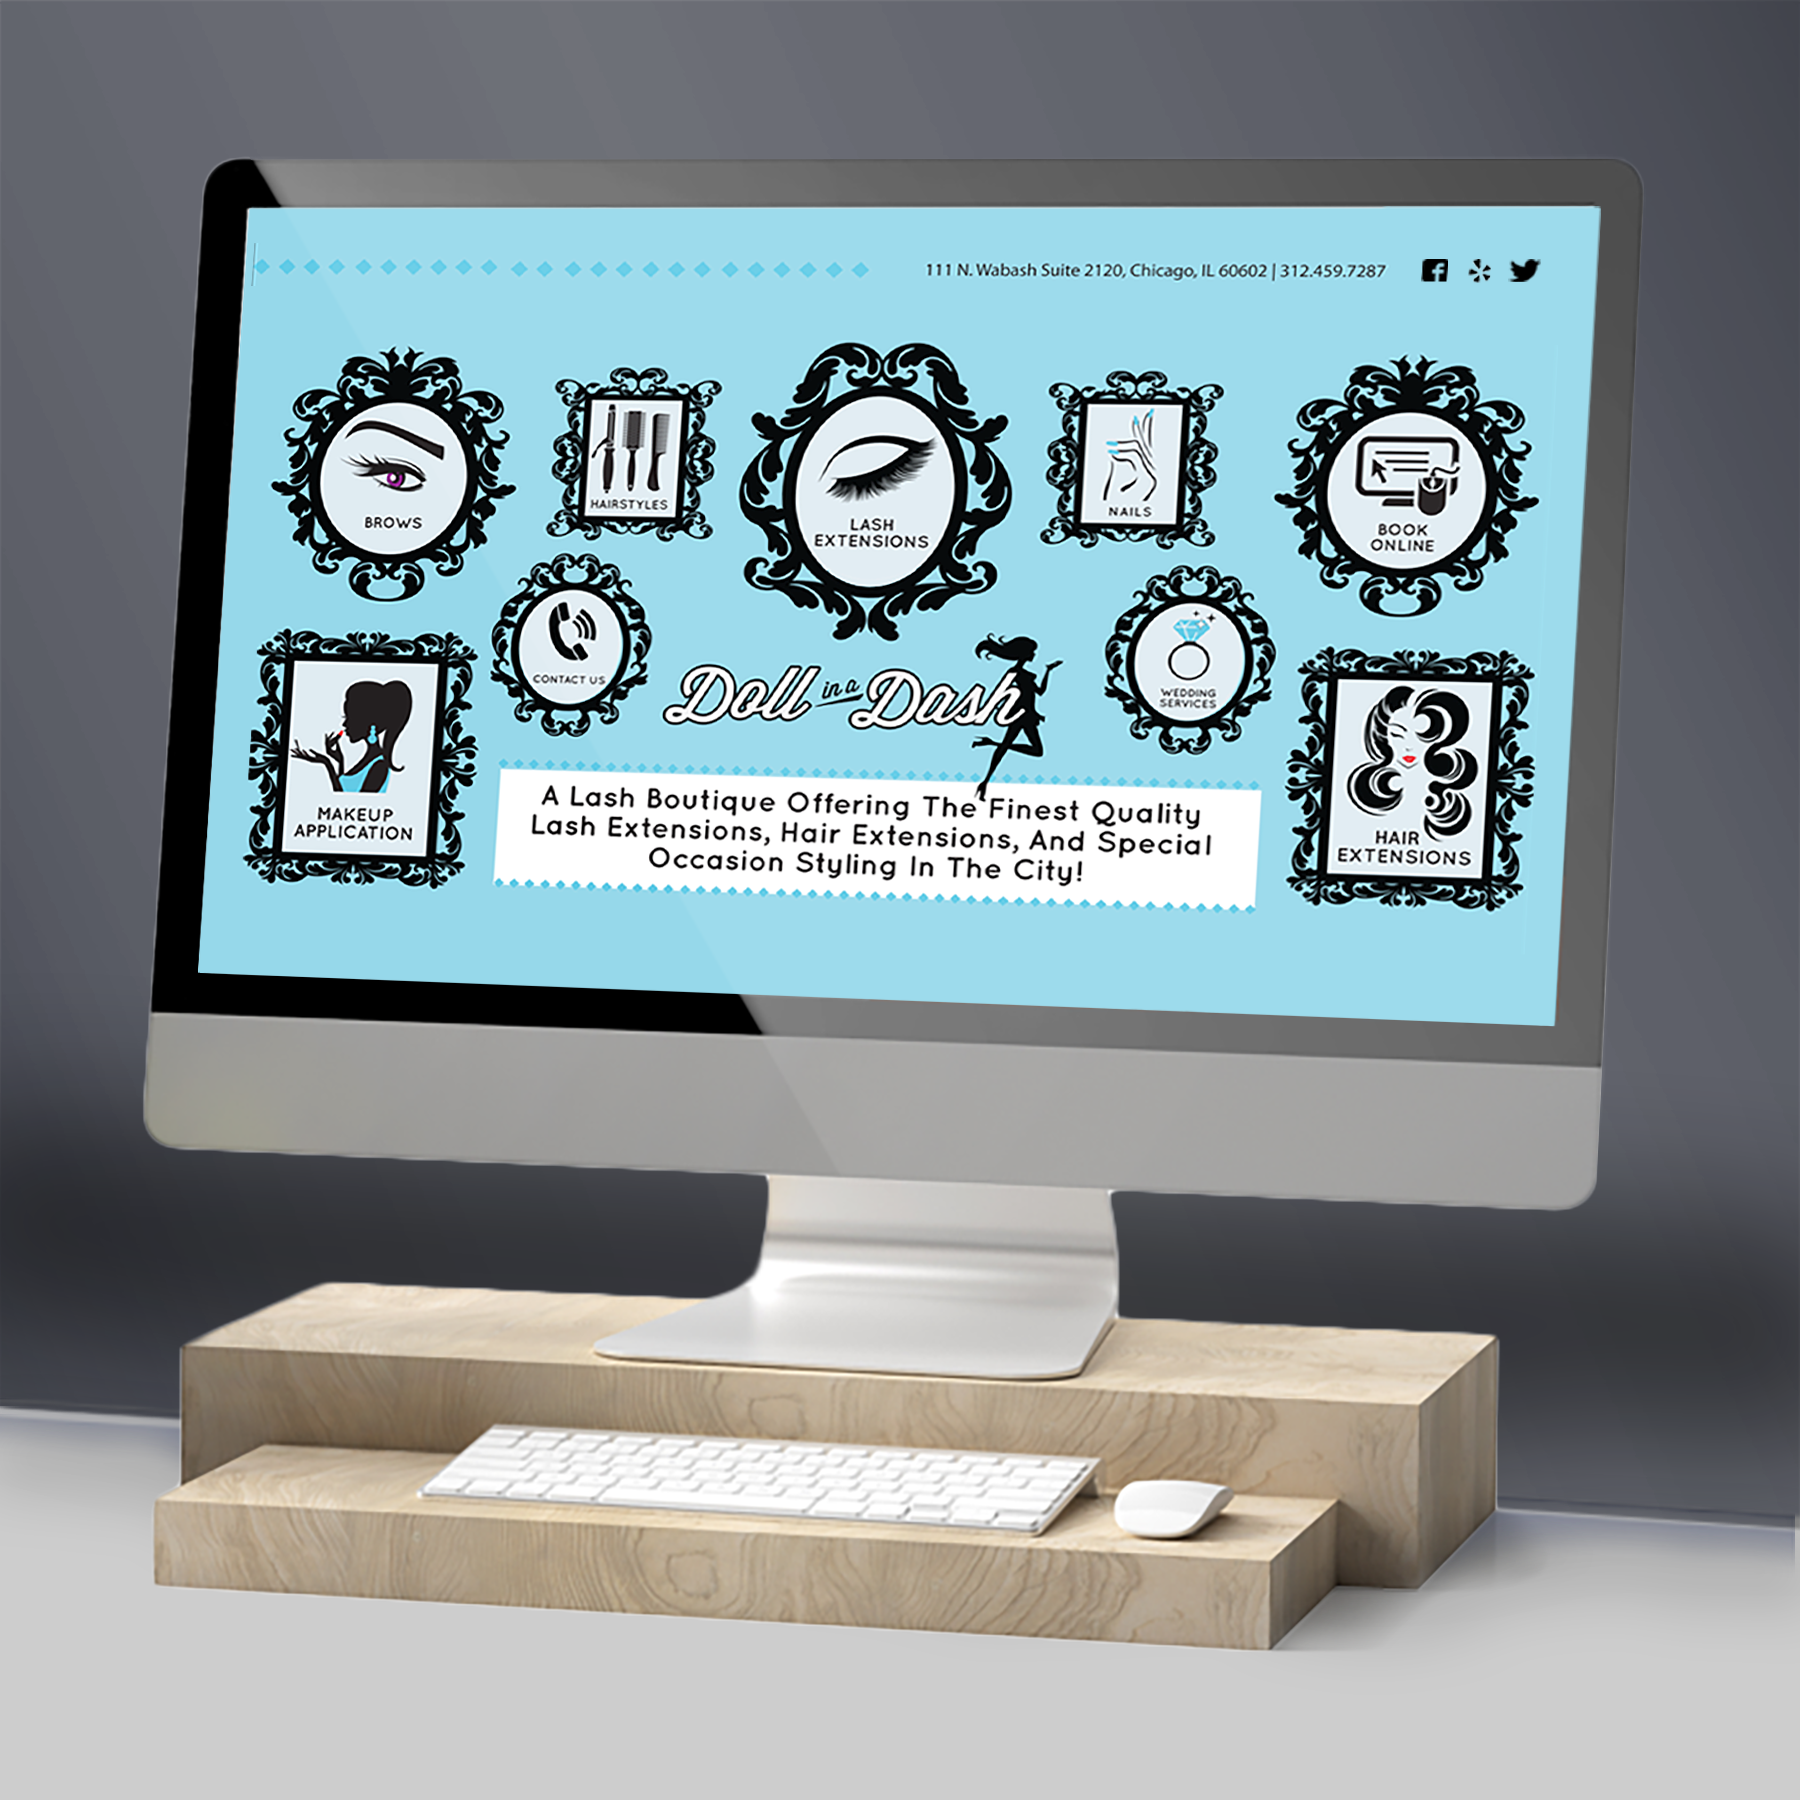 111 N. Wabash Suite 2120, Chicago, IL 60602 | 312.459.7287
BROWS
HAIRSTYLES
LASH
EXTENSIONS
NAILS
BOOK
ONLINE
CONTACT US
WEDDING
SERVICES
Doll in a Dash
MAKEUP
APPLICATION
HAIR
EXTENSIONS
A Lash Boutique Offering The Finest Quality
Lash Extensions, Hair Extensions, And Special
Occasion Styling In The City!